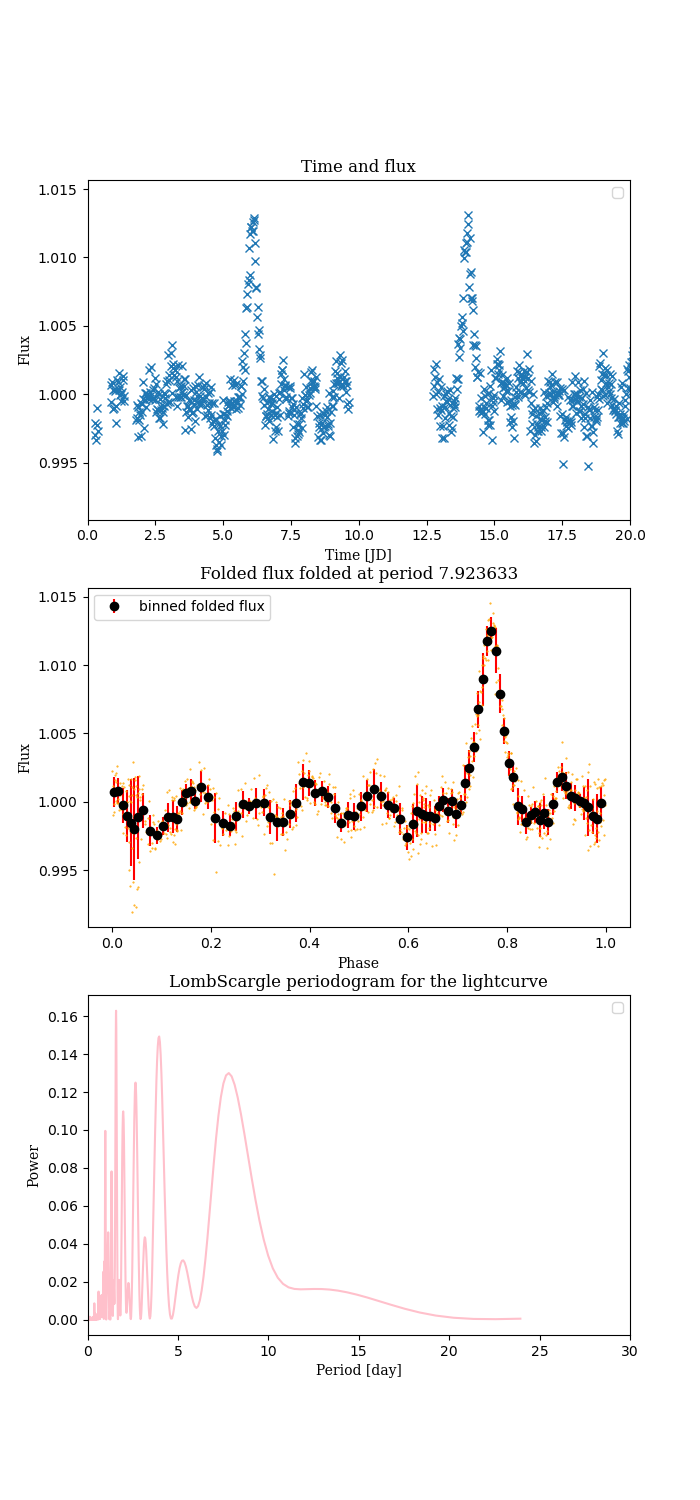 Time and flux
1.015
1.010
1.005
1.000
0.995
Flux
0.0 2.5 5.0 7.5 10.0 12.5 15.0 17.5 20.0
Time [JD]
Folded flux folded at period 7.923633
binned folded flux
1.015
1.010
1.005
1.000
0.995
Flux
0.0 0.2 0.4 0.6 0.8 1.0
Phase
LombScargle periodogram for the lightcurve
0.16
0.14
0.12
0.10
0.08
0.06
0.04
0.02
0.00
Power
0 5 10 15 20 25 30
Period [day]